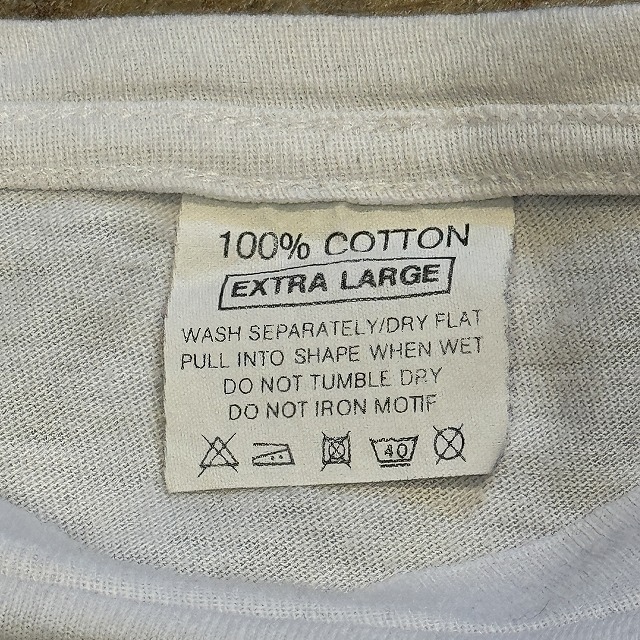 100% COTTON
EXTRA LARGE
WASH SEPARATELY/DRY FLAT
PULL INTO SHAPE WHEN WET
DO NOT TUMBLE DRY
DO NOT IRON MOTIF
40